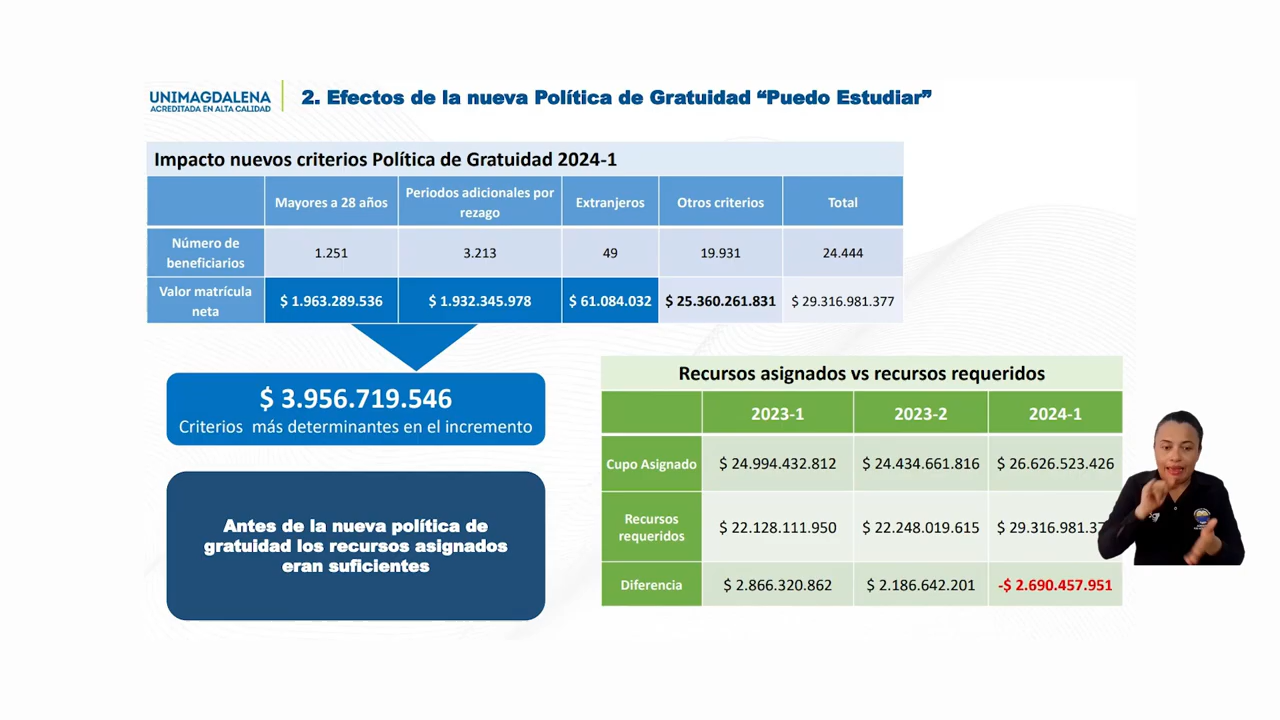 UNIMAGDALENA
ACREDITADA EN ALTA CALIDAD
2. Efectos de la nueva Política de Gratuidad “Puedo Estudiar”
Impacto nuevos criterios Política de Gratuidad 2024-1
Mayores a 28 años
Periodos adicionales por
rezago
Extranjeros
Otros criterios
Total
Número de
beneficiarios
1.251
3.213
49
19.931
24.444
Valor matrícula
neta
$ 1.963.289.536
$ 1.932.345.978
$ 61.084.032
$ 25.360.261.831
$ 29.316.981.377
$ 3.956.719.546
Criterios más determinantes en el incremento
Antes de la nueva política de
gratuidad los recursos asignados
eran suficientes
Recursos asignados vs recursos requeridos
2023-1
2023-2
2024-1
Cupo Asignado
$ 24.994.432.812
$ 24.434.661.816
$ 26.626.523.426
Recursos
requeridos
$ 22.128.111.950
$ 22.248.019.615
$ 29.316.981.37
Diferencia
$ 2.866.320.862
$ 2.186.642.201
-$ 2.690.457.951